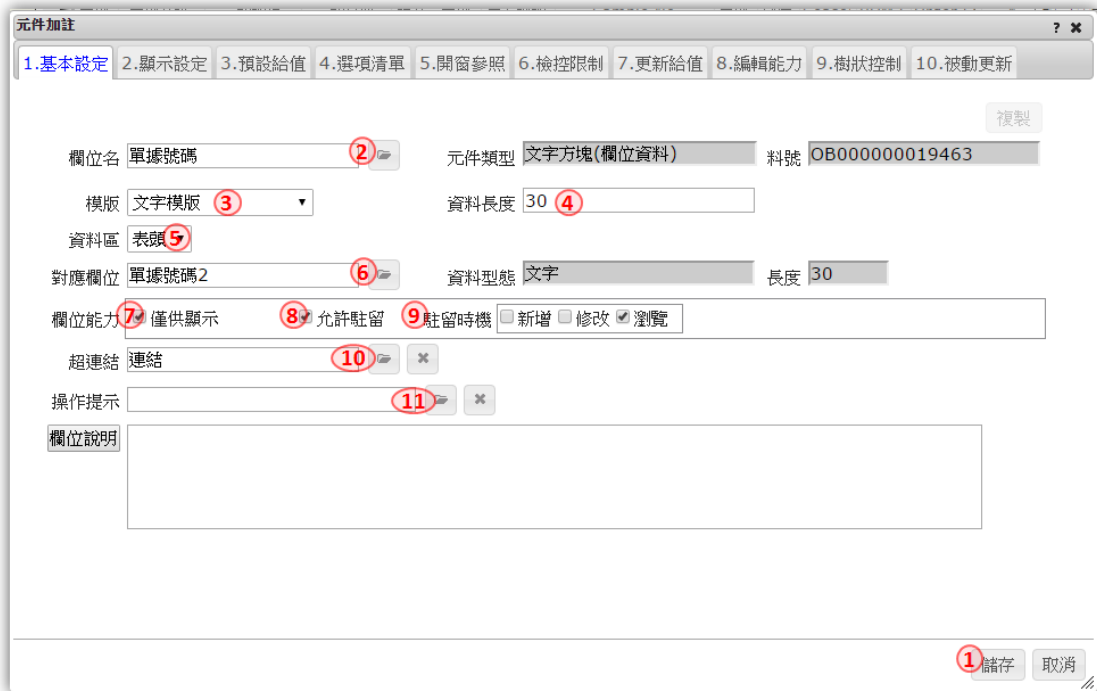 元件加註 ? ✖
1.基本設定 2.顯示設定 3.預設給值 4.選項清單 5.開窗參照 6.檢控限制 7.更新給值 8.編輯能力 9.樹狀控制 10.被動更新
複製
欄位名 單據號碼 2 元件類型 文字方塊(欄位資料) 料號 OB000000019463
模版 文字模版 3 資料長度 30 4
資料區 表頭 5
對應欄位 單據號碼2 6 資料型態 文字 長度 30
欄位能力 7 僅供顯示 8 允許駐留 9 駐留時機 新增 修改 瀏覽
超連結 連結 10
操作提示 11
欄位說明
1 儲存 取消